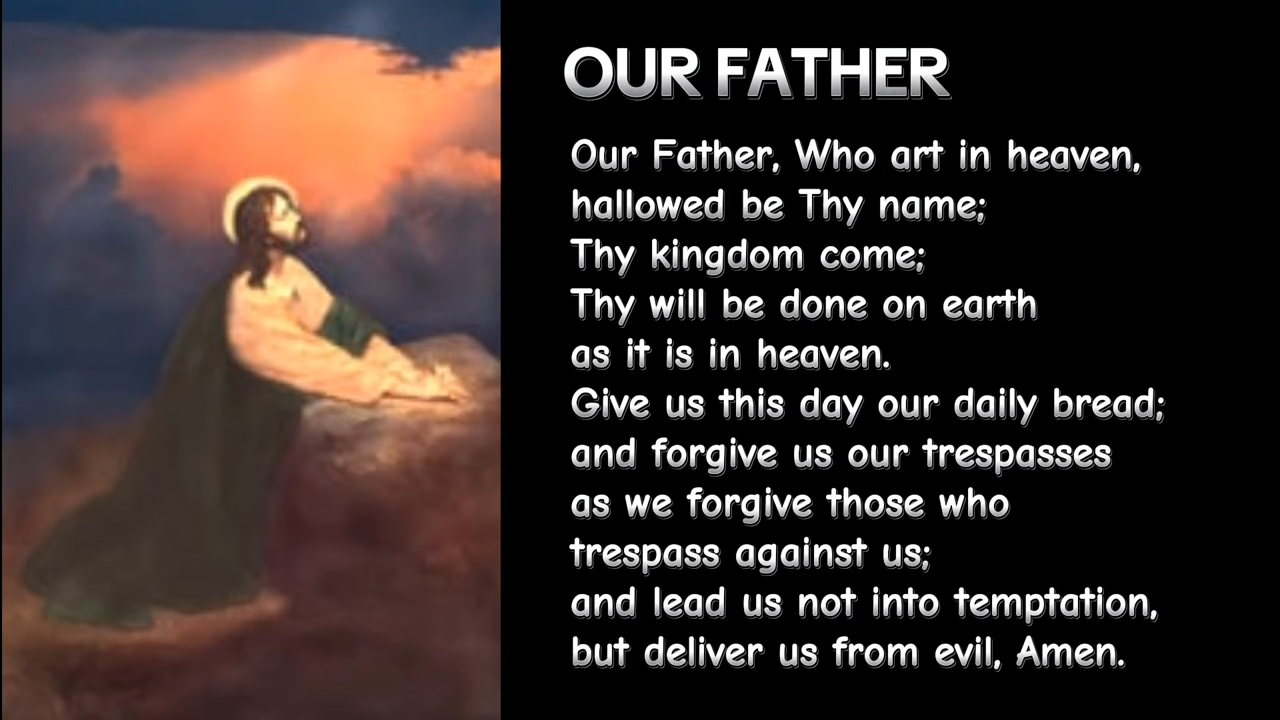 OUR FATHER
Our Father, Who art in heaven,
hallowed be Thy name;
Thy kingdom come;
Thy will be done on earth
as it is in heaven.
Give us this day our daily bread;
and forgive us our trespasses
as we forgive those who
trespass against us;
and lead us not into temptation,
but deliver us from evil, Amen.